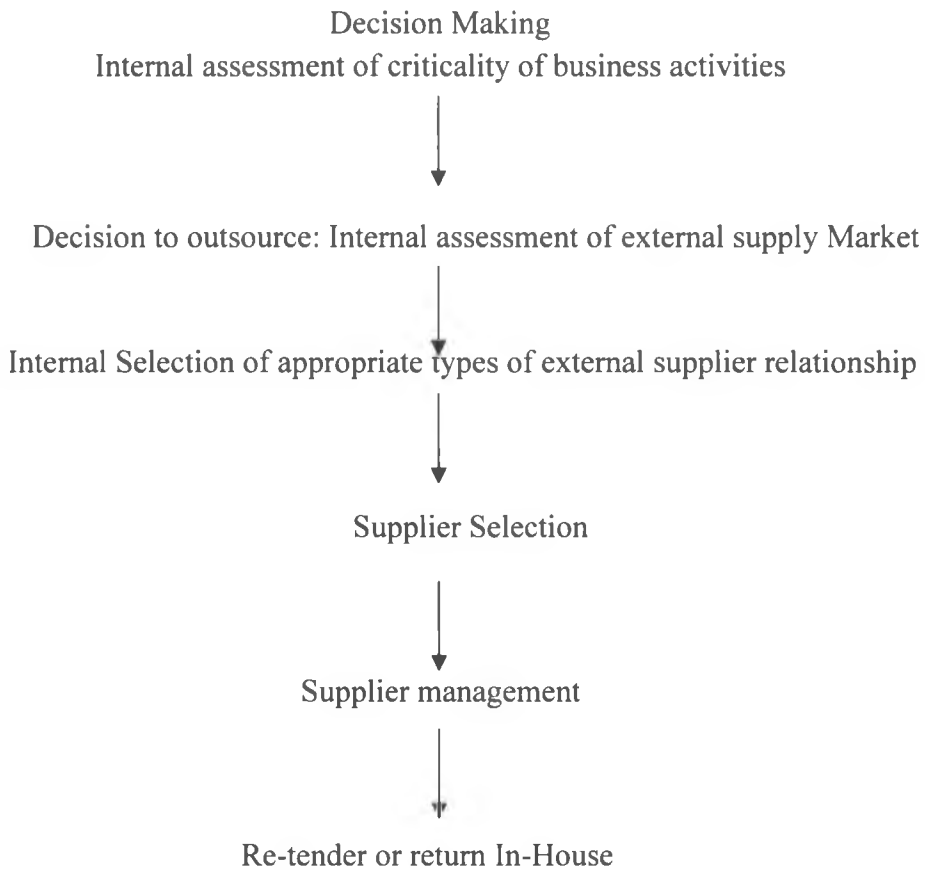 Decision Making
Internal assessment of criticality of business activities
Decision to outsource: Internal assessment of external supply Market
Internal Selection of appropriate types of external supplier relationship
Supplier Selection
Supplier management
Re-tender or return In-House